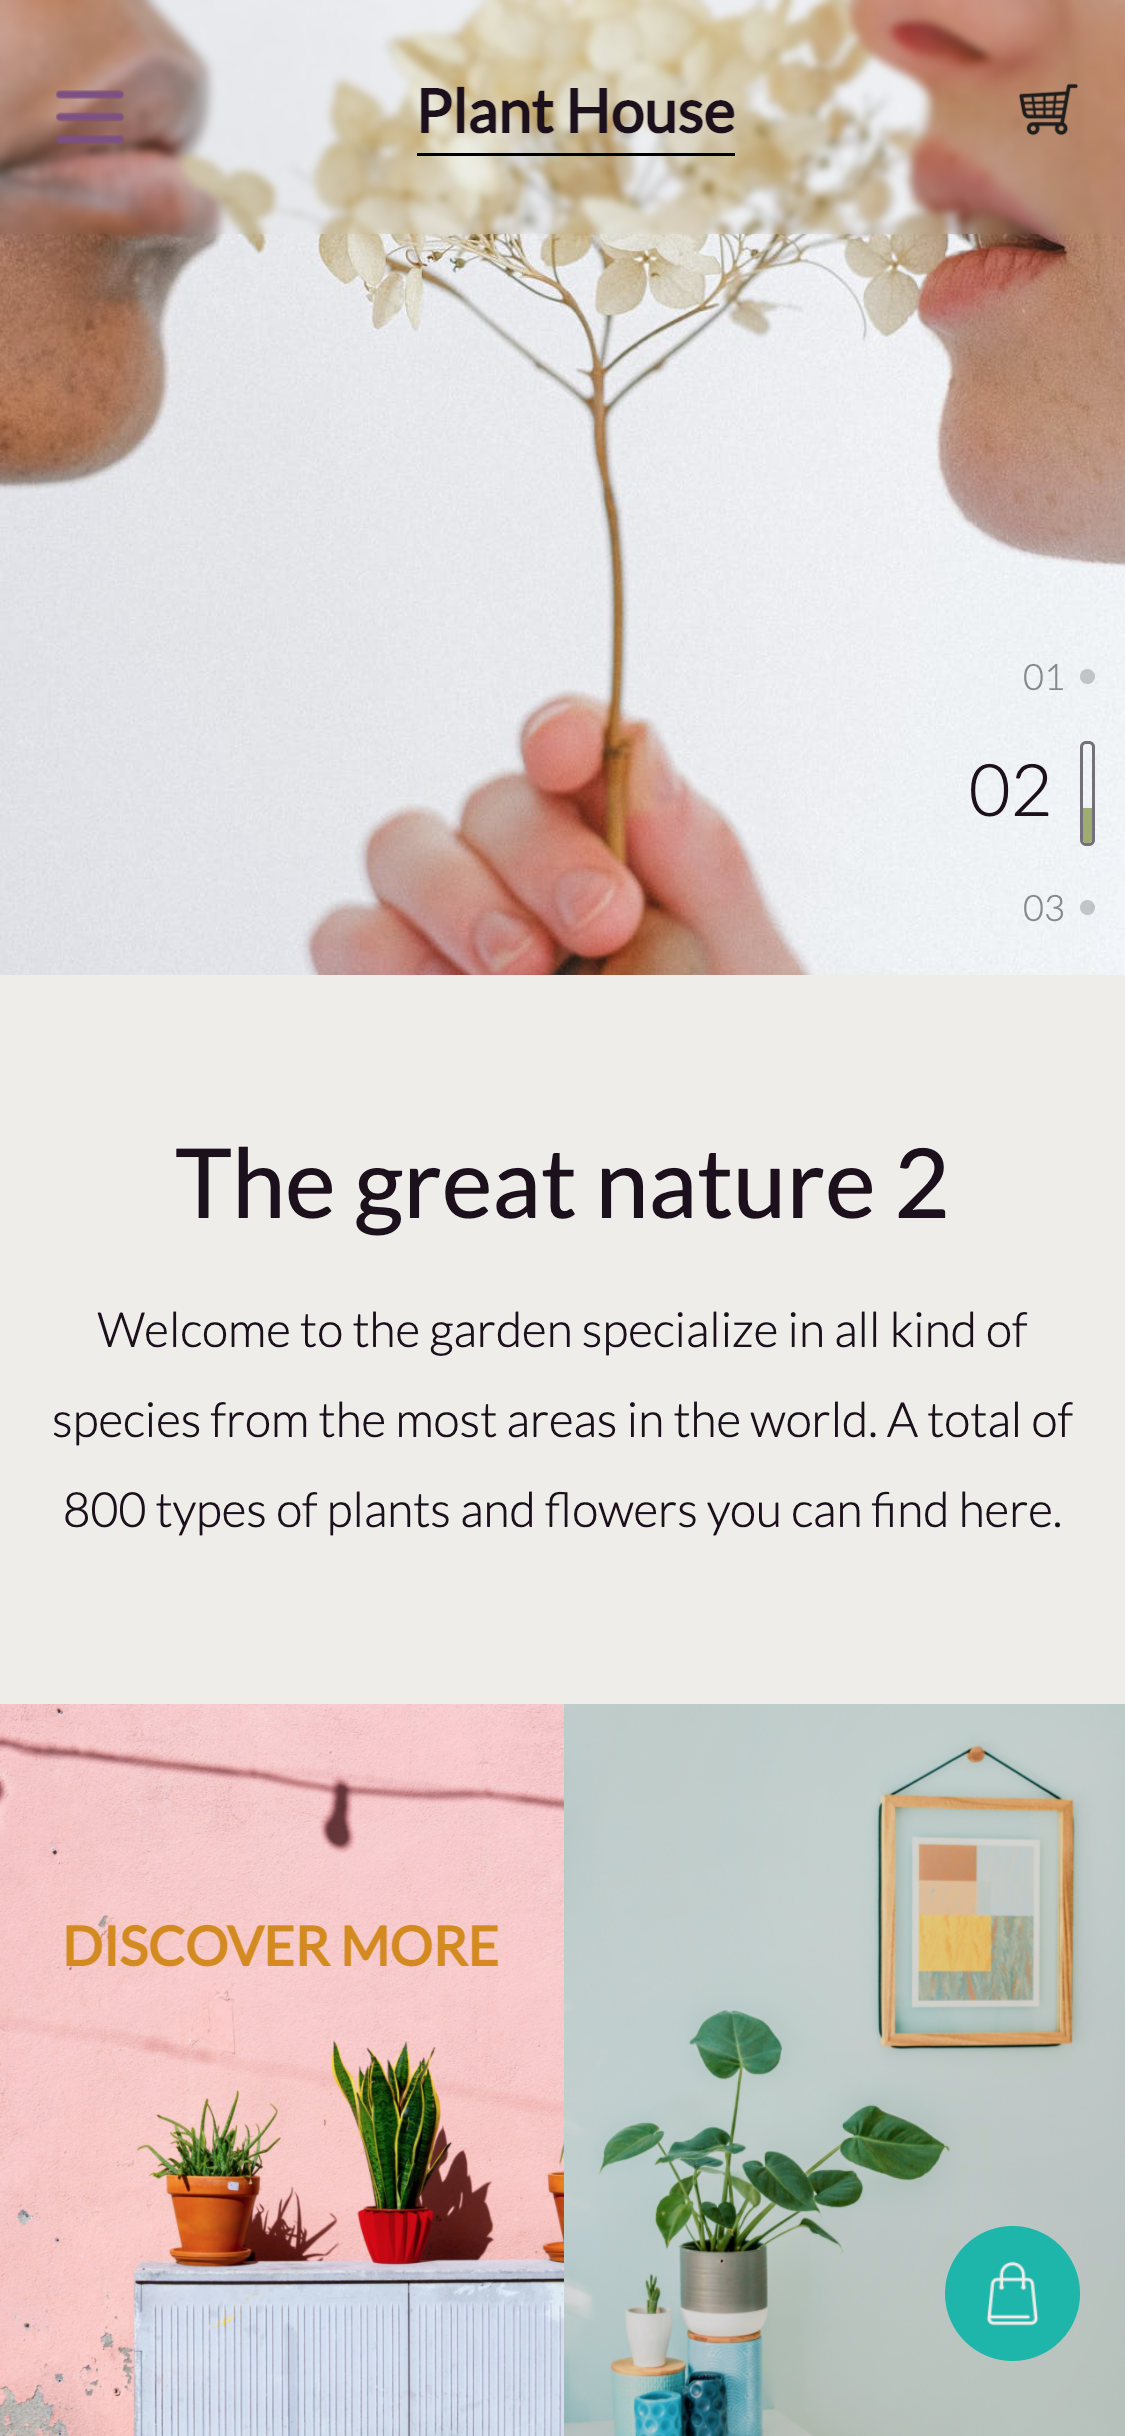 Plant House
01
02
03
The great nature 2
Welcome to the garden specialize in all kind of
species from the most areas in the world. A total of
800 types of plants and flowers you can find here.
DISCOVER MORE